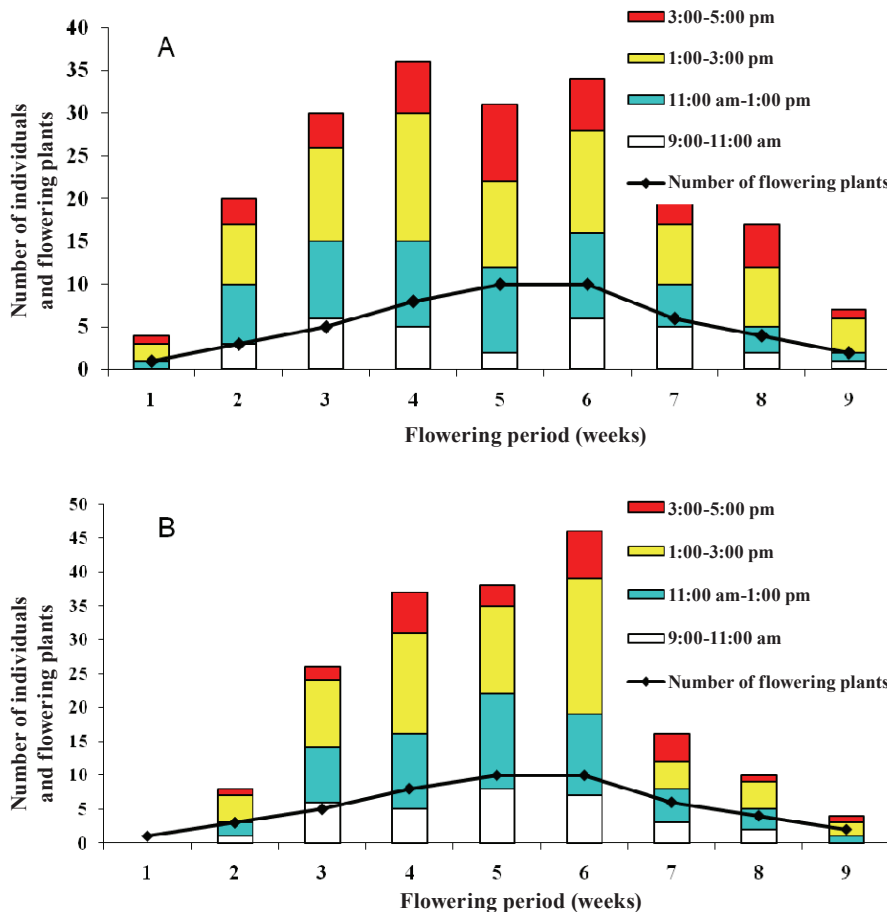 A
Number of individuals
and flowering plants
40
35
30
25
20
15
10
5
0
3:00-5:00 pm
1:00-3:00 pm
11:00 am-1:00 pm
9:00-11:00 am
Number of flowering plants
1 2 3 4 5 6 7 8 9
Flowering period (weeks)
B
Number of individuals
and flowering plants
50
45
40
35
30
25
20
15
10
5
0
3:00-5:00 pm
1:00-3:00 pm
11:00 am-1:00 pm
9:00-11:00 am
Number of flowering plants
1 2 3 4 5 6 7 8 9
Flowering period (weeks)